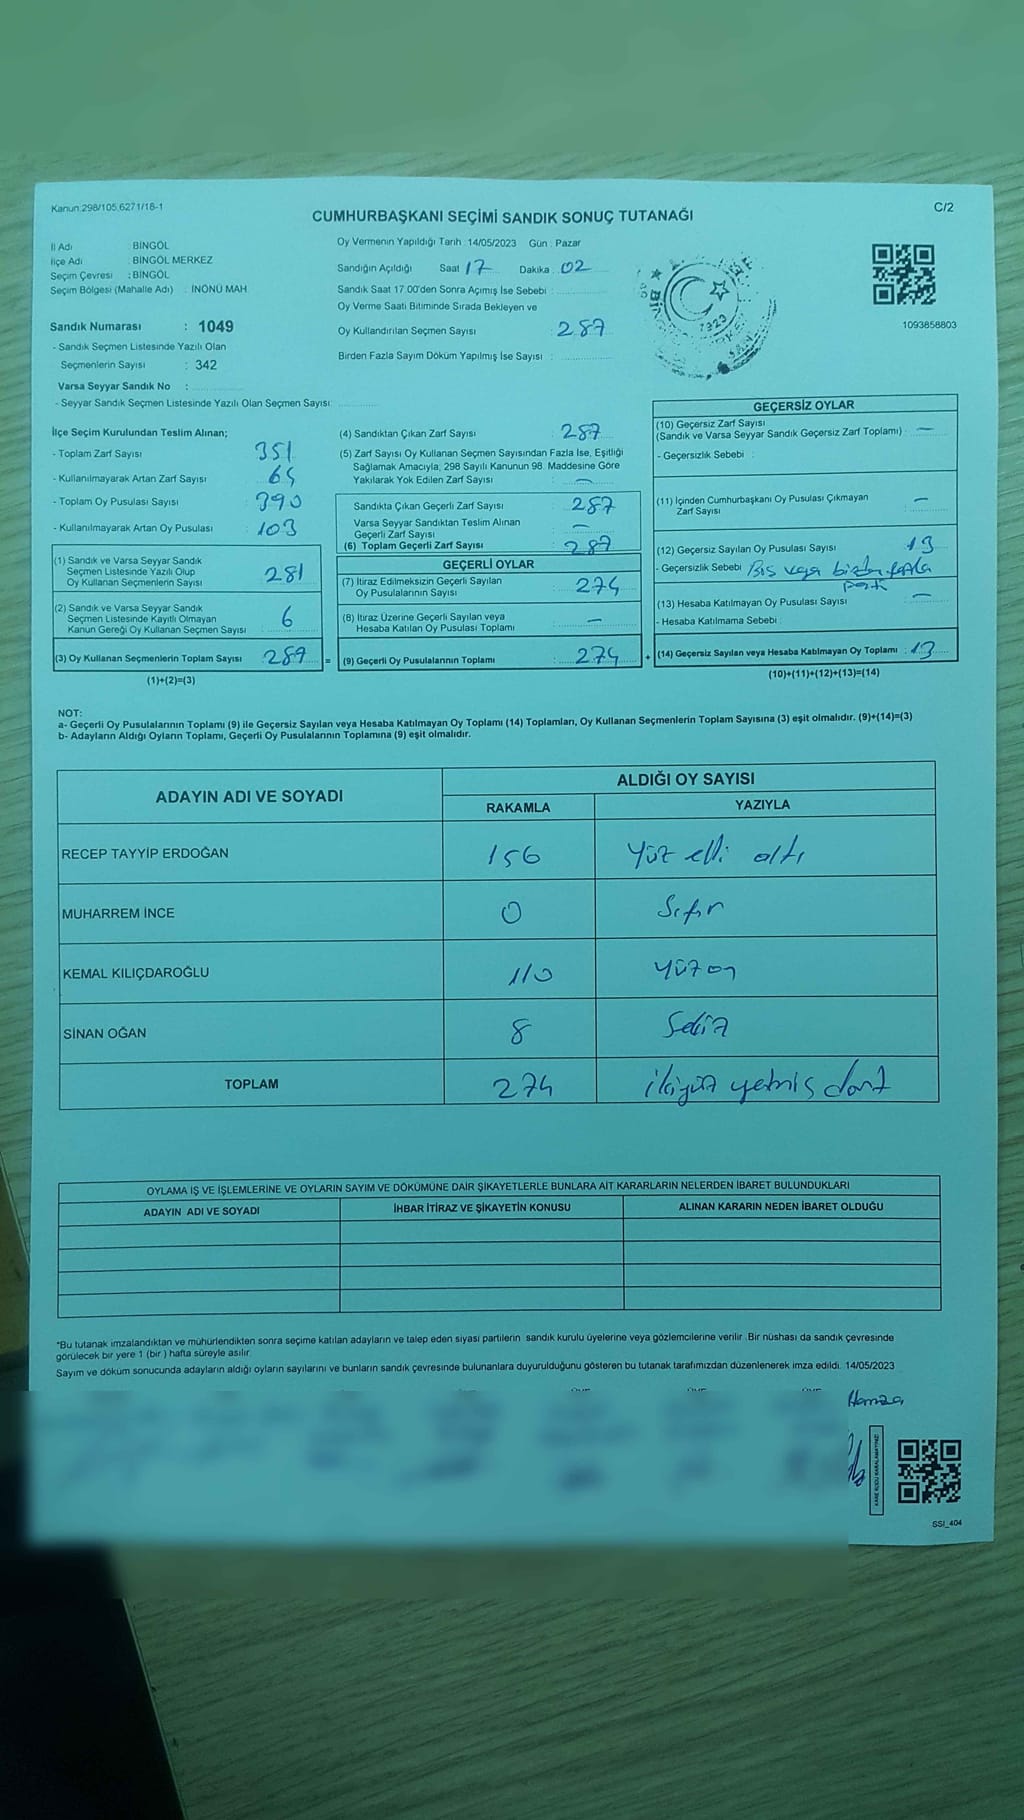 Kanun:298/105,6271/18-1
C/2
CUMHURBAŞKANI SEÇİMİ SANDIK SONUÇ TUTANAĞI
İl Adı : BİNGÖL
İlçe Adı : BİNGÖL MERKEZ
Seçim Çevresi : BİNGÖL
Seçim Bölgesi (Mahalle Adı) : İNÖNÜ MAH.
Sandık Numarası : 1049
- Sandık Seçmen Listesinde Yazılı Olan
Seçmenlerin Sayısı : 342
Varsa Seyyar Sandık No :
- Seyyar Sandık Seçmen Listesinde Yazılı Olan Seçmen Sayısı:
Oy Vermenin Yapıldığı Tarih : 14/05/2023 Gün : Pazar
Sandığın Açıldığı Saat 17 Dakika : 02
Sandık Saat 17.00'den Sonra Açımış İse Sebebi :
Oy Verme Saati Bitiminde Sırada Bekleyen ve
Oy Kullandırılan Seçmen Sayısı : 287
Birden Fazla Sayım Döküm Yapılmış İse Sayısı :
1923
1093858803
İlçe Seçim Kurulundan Teslim Alınan;
- Toplam Zarf Sayısı : 351
- Kullanılmayarak Artan Zarf Sayısı : 65
- Toplam Oy Pusulası Sayısı : 390
- Kullanılmayarak Artan Oy Pusulası : 103
(1) Sandık ve Varsa Seyyar Sandık
Seçmen Listesinde Yazılı Olup
Oy Kullanan Seçmenlerin Sayısı : 281
(2) Sandık ve Varsa Seyyar Sandık
Seçmen Listesinde Kayıtlı Olmayan
Kanun Gereği Oy Kullanan Seçmen Sayısı : 6
(3) Oy Kullanan Seçmenlerin Toplam Sayısı : 287 =
(1)+(2)=(3)
(4) Sandıktan Çıkan Zarf Sayısı : 287
(5) Zarf Sayısı Oy Kullanan Seçmen Sayısından Fazla İse, Eşitliği
Sağlamak Amacıyla, 298 Sayılı Kanunun 98. Maddesine Göre
Yakılarak Yok Edilen Zarf Sayısı : —
Sandıkta Çıkan Geçerli Zarf Sayısı : 287
Varsa Seyyar Sandıktan Teslim Alınan
Geçerli Zarf Sayısı : —
(6) Toplam Geçerli Zarf Sayısı : 287
GEÇERLİ OYLAR
(7) İtiraz Edilmeksizin Geçerli Sayılan
Oy Pusulalarının Sayısı : 274
(8) İtiraz Üzerine Geçerli Sayılan veya
Hesaba Katılan Oy Pusulası Toplamı : —
(9) Geçerli Oy Pusulalarının Toplamı : 274 +
GEÇERSİZ OYLAR
(10) Geçersiz Zarf Sayısı
(Sandık ve Varsa Seyyar Sandık Geçersiz Zarf Toplamı) : —
- Geçersizlik Sebebi :
(11) İçinden Cumhurbaşkanı Oy Pusulası Çıkmayan
Zarf Sayısı : —
(12) Geçersiz Sayılan Oy Pusulası Sayısı : 13
- Geçersizlik Sebebi : Boş veya birden fazla
parti
(13) Hesaba Katılmayan Oy Pusulası Sayısı : —
- Hesaba Katılmama Sebebi :
(14) Geçersiz Sayılan veya Hesaba Katılmayan Oy Toplamı : 13
(10)+(11)+(12)+(13)=(14)
NOT:
a- Geçerli Oy Pusulalarının Toplamı (9) ile Geçersiz Sayılan veya Hesaba Katılmayan Oy Toplamı (14) Toplamları, Oy Kullanan Seçmenlerin Toplam Sayısına (3) eşit olmalıdır. (9)+(14)=(3)
b- Adayların Aldığı Oyların Toplamı, Geçerli Oy Pusulalarının Toplamına (9) eşit olmalıdır.
ADAYIN ADI VE SOYADI
ALDIĞI OY SAYISI
RAKAMLA YAZIYLA
RECEP TAYYİP ERDOĞAN 156 Yüz elli altı
MUHARREM İNCE 0 Sıfır
KEMAL KILIÇDAROĞLU 110 Yüz on
SİNAN OĞAN 8 Sekiz
TOPLAM 274 İkiyüz yetmiş dört
OYLAMA İŞ VE İŞLEMLERİNE VE OYLARIN SAYIM VE DÖKÜMÜNE DAİR ŞİKAYETLERLE BUNLARA AİT KARARLARIN NELERDEN İBARET BULUNDUKLARI
ADAYIN ADI VE SOYADI İHBAR İTİRAZ VE ŞİKAYETİN KONUSU ALINAN KARARIN NEDEN İBARET OLDUĞU
*Bu tutanak imzalandıktan ve mühürlendikten sonra seçime katılan adayların ve talep eden siyasi partilerin sandık kurulu üyelerine veya gözlemcilerine verilir .Bir nüshası da sandık çevresinde
görülecek bir yere 1 (bir ) hafta süreyle asılır.
Sayım ve döküm sonucunda adayların aldığı oyların sayılarını ve bunların sandık çevresinde bulunanlara duyurulduğunu gösteren bu tutanak tarafımızdan düzenlenerek imza edildi. 14/05/2023
Hamza
KARE KODU KARALAMAYINIZ!
SSI_404